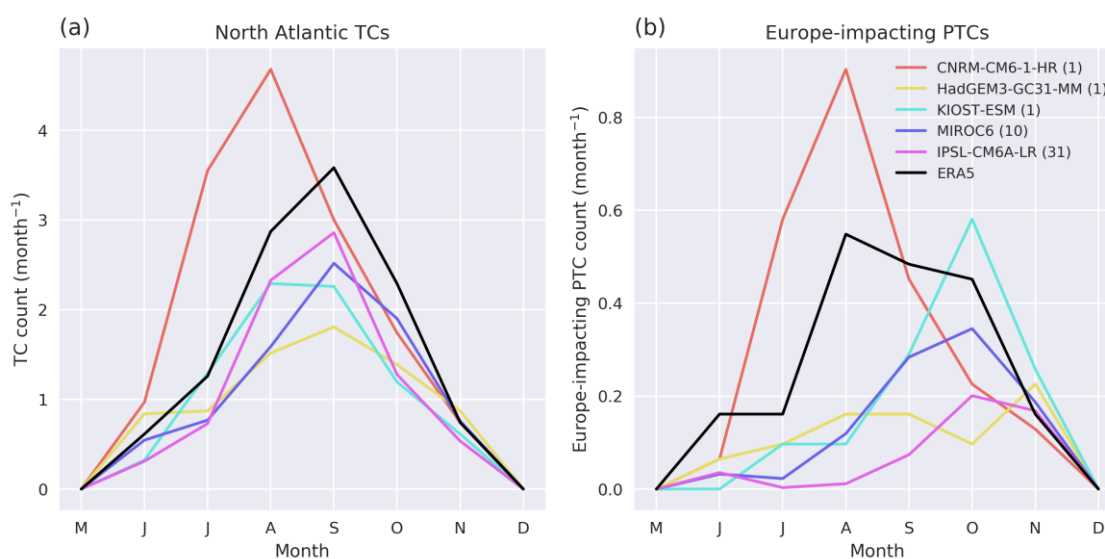 (a)
North Atlantic TCs
TC count (month⁻¹)
4
3
2
1
0
M J J A S O N D
Month
(b)
Europe-impacting PTCs
CNRM-CM6-1-HR (1)
HadGEM3-GC31-MM (1)
KIOST-ESM (1)
MIROC6 (10)
IPSL-CM6A-LR (31)
ERA5
Europe-impacting PTC count (month⁻¹)
0.8
0.6
0.4
0.2
0.0
M J J A S O N D
Month